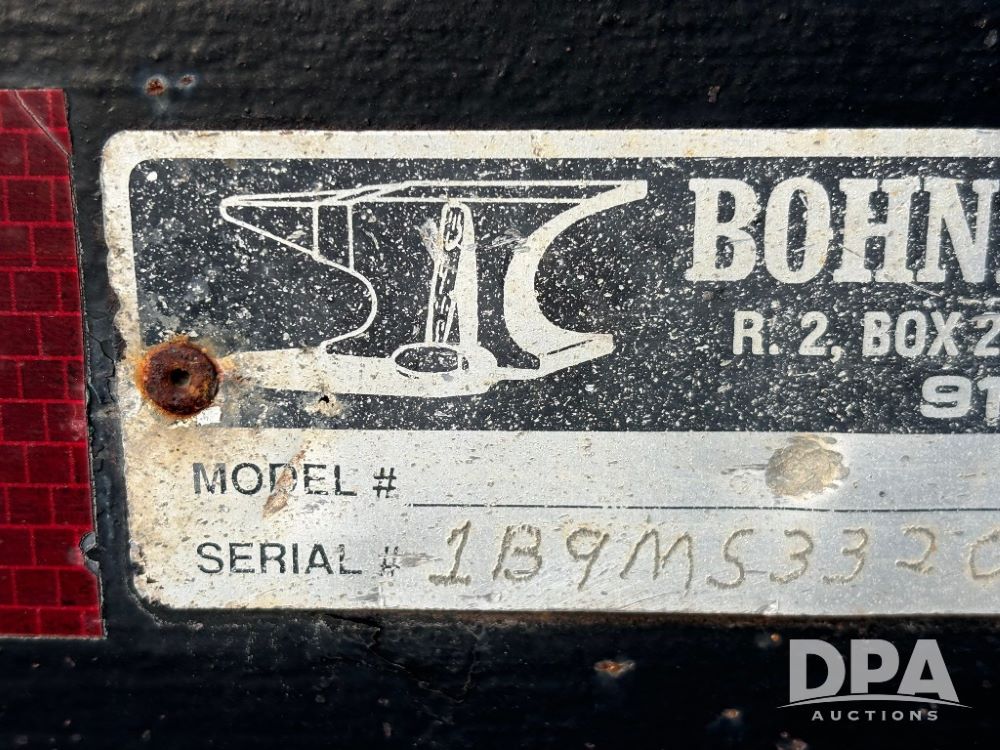 BOHN
R. 2, BOX 2
91
MODEL #
SERIAL # 1B9MS332
DPA
AUCTIONS